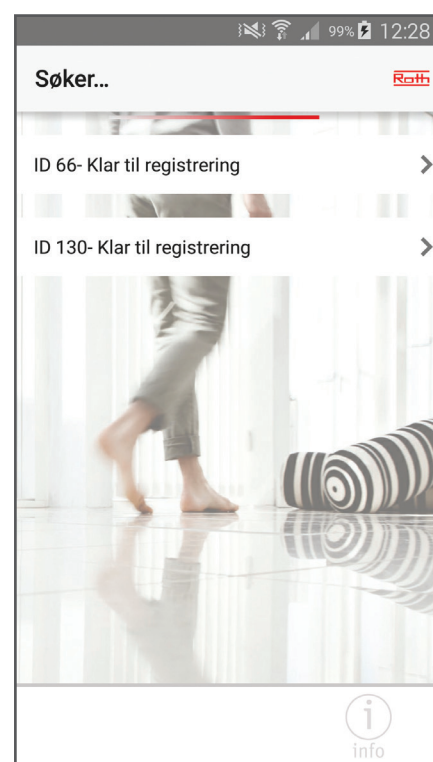 99% 12:28
Søker...
Roth
ID 66- Klar til registrering
ID 130- Klar til registrering
i
info